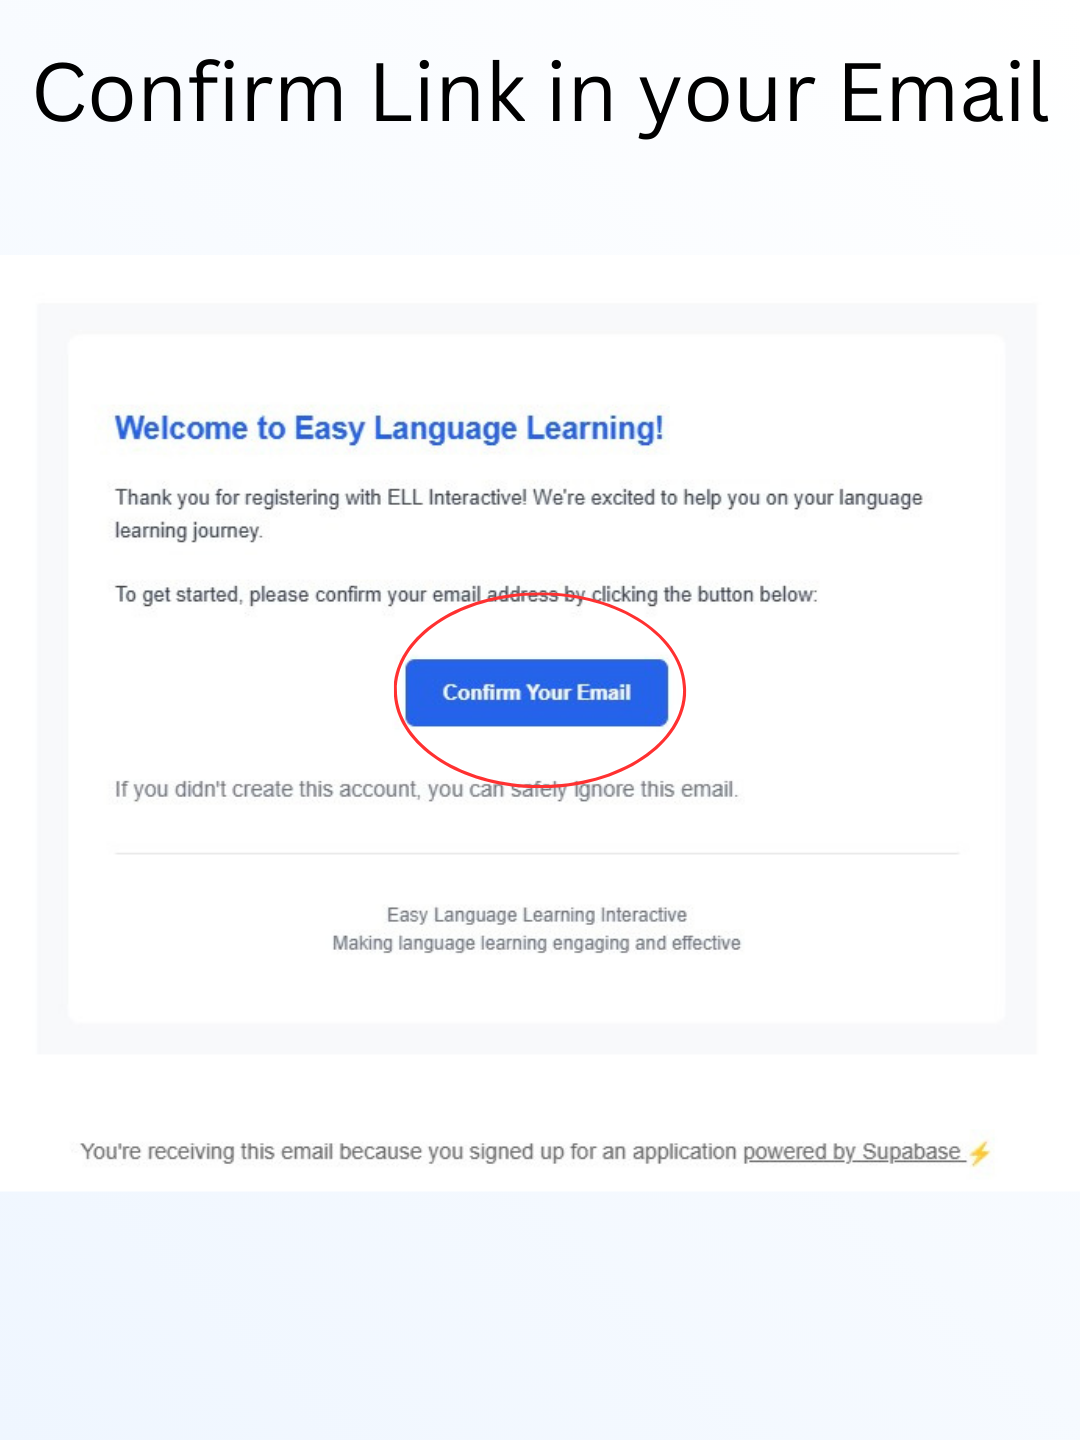 Confirm Link in your Email
Welcome to Easy Language Learning!
Thank you for registering with ELL Interactive! We're excited to help you on your language
learning journey.
To get started, please confirm your email address by clicking the button below:
Confirm Your Email
If you didn't create this account, you can safely ignore this email.
Easy Language Learning Interactive
Making language learning engaging and effective
You're receiving this email because you signed up for an application powered by Supabase ⚡